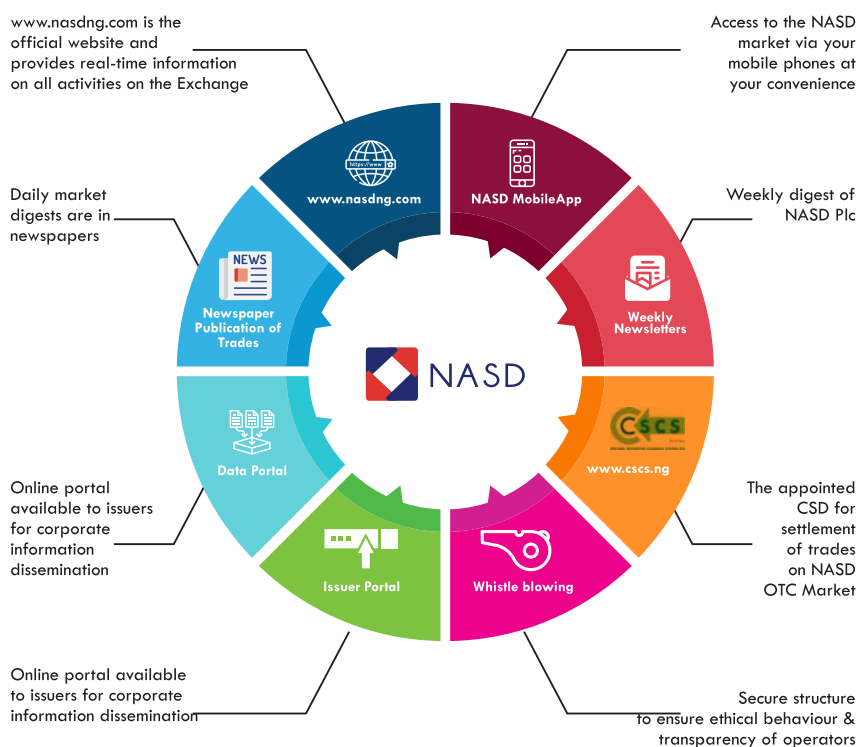 www.nasdng.com is the
official website and
provides real-time information
on all activities on the Exchange
Access to the NASD
market via your
mobile phones at
your convenience
https://www
www.nasdng.com
NASD MobileApp
Daily market
digests are in
newspapers
Weekly digest of
NASD Plc
NEWS
Newspaper
Publication of
Trades
Weekly
Newsletters
NASD
CSCS
www.cscs.ng
Data Portal
Online portal
available to issuers
for corporate
information
dissemination
The appointed
CSD for
settlement
of trades
on NASD
OTC Market
Issuer Portal
Whistle blowing
Online portal available
to issuers for corporate
information dissemination
Secure structure
to ensure ethical behaviour &
transparency of operators